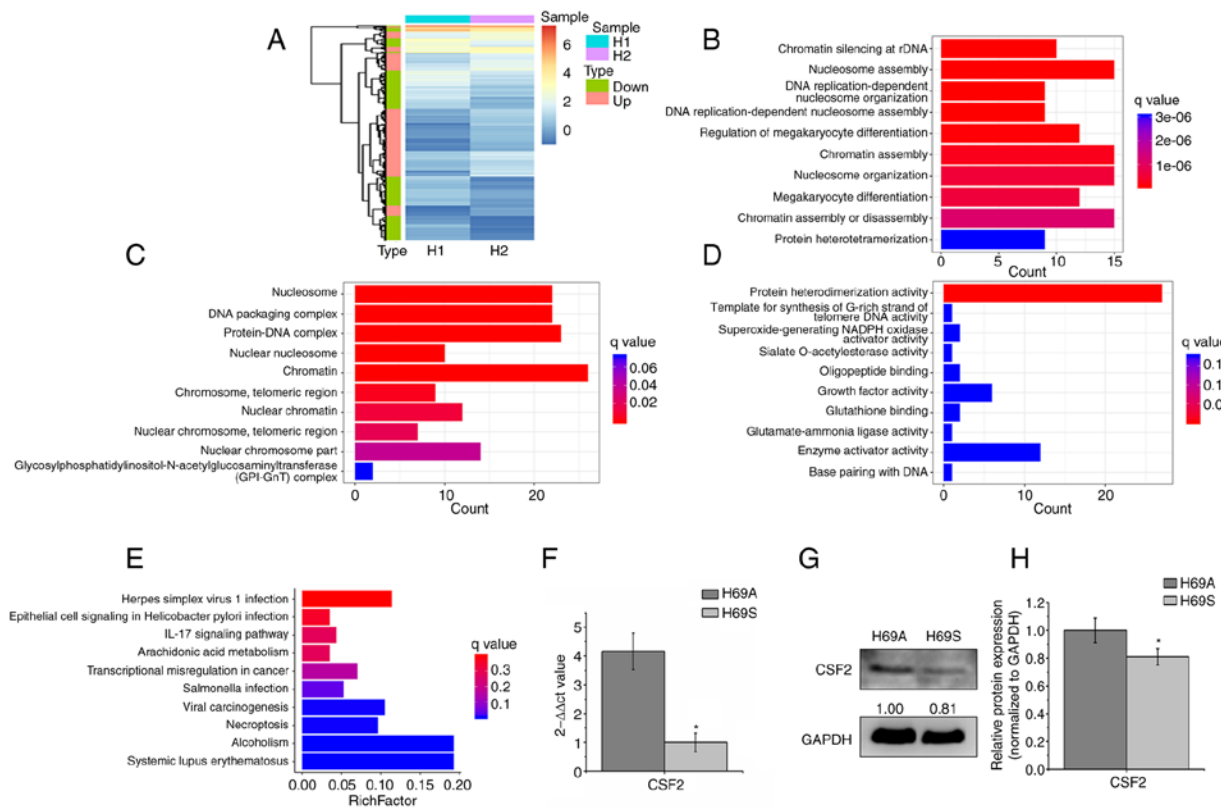 A
Sample
6
4
2
0
Sample
H1
H2
Type
Down
Up
Type
H1
H2
B
Chromatin silencing at rDNA
Nucleosome assembly
DNA replication-dependent
nucleosome organization
DNA replication-dependent nucleosome assembly
Regulation of megakaryocyte differentiation
Chromatin assembly
Nucleosome organization
Megakaryocyte differentiation
Chromatin assembly or disassembly
Protein heterotetramerization
0
5
10
15
Count
q value
3e-06
2e-06
1e-06
C
Nucleosome
DNA packaging complex
Protein-DNA complex
Nuclear nucleosome
Chromatin
Chromosome, telomeric region
Nuclear chromatin
Nuclear chromosome, telomeric region
Nuclear chromosome part
Glycosylphosphatidylinositol-N-acetylglucosaminyltransferase
(GPI-GnT) complex
0
10
20
Count
q value
0.06
0.04
0.02
D
Protein heterodimerization activity
Template for synthesis of G-rich strand of
telomere DNA activity
Superoxide-generating NADPH oxidase
activator activity
Sialate O-acetylesterase activity
Oligopeptide binding
Growth factor activity
Glutathione binding
Glutamate-ammonia ligase activity
Enzyme activator activity
Base pairing with DNA
0
10
20
Count
q value
0.1
0.1
0.0
E
Herpes simplex virus 1 infection
Epithelial cell signaling in Helicobacter pylori infection
IL-17 signaling pathway
Arachidonic acid metabolism
Transcriptional misregulation in cancer
Salmonella infection
Viral carcinogenesis
Necroptosis
Alcoholism
Systemic lupus erythematosus
0.00
0.05
0.10
0.15
0.20
RichFactor
q value
0.3
0.2
0.1
F
H69A
H69S
2-ΔΔct value
6
5
4
3
2
1
0
*
CSF2
G
H69A
H69S
CSF2
1.00
0.81
GAPDH
H
H69A
H69S
Relative protein expression
(normalized to GAPDH)
1.2
1.0
0.8
0.6
0.4
0.2
0.0
*
CSF2